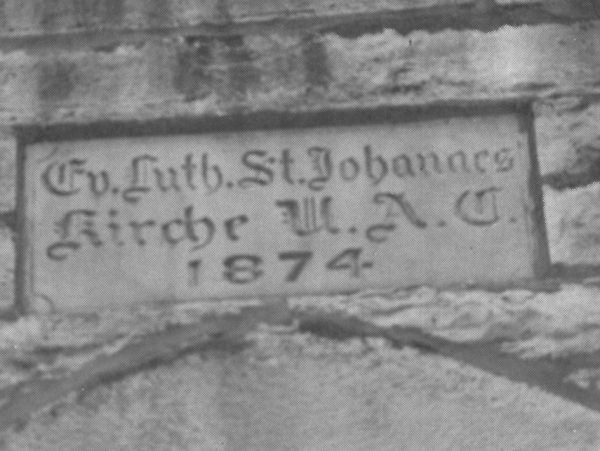 Ev. Luth. St. Johannes
Kirche U. A. C.
1874